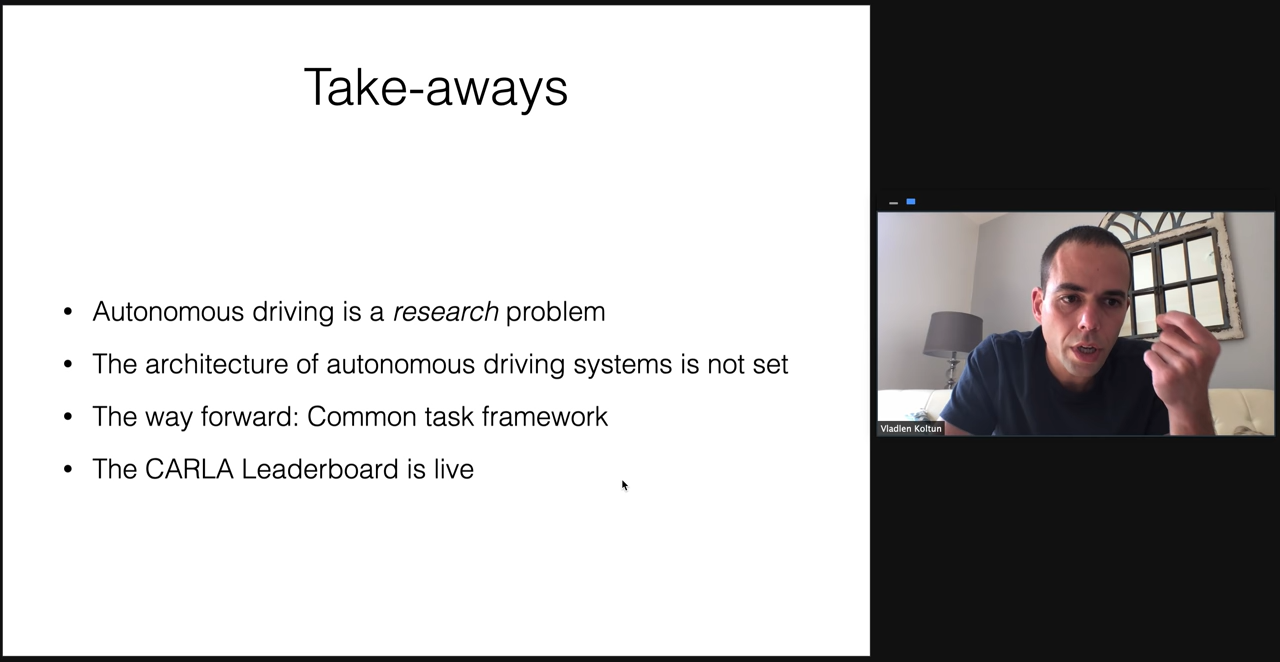 Take-aways
• Autonomous driving is a research problem
• The architecture of autonomous driving systems is not set
• The way forward: Common task framework
• The CARLA Leaderboard is live
Vladlen Koltun